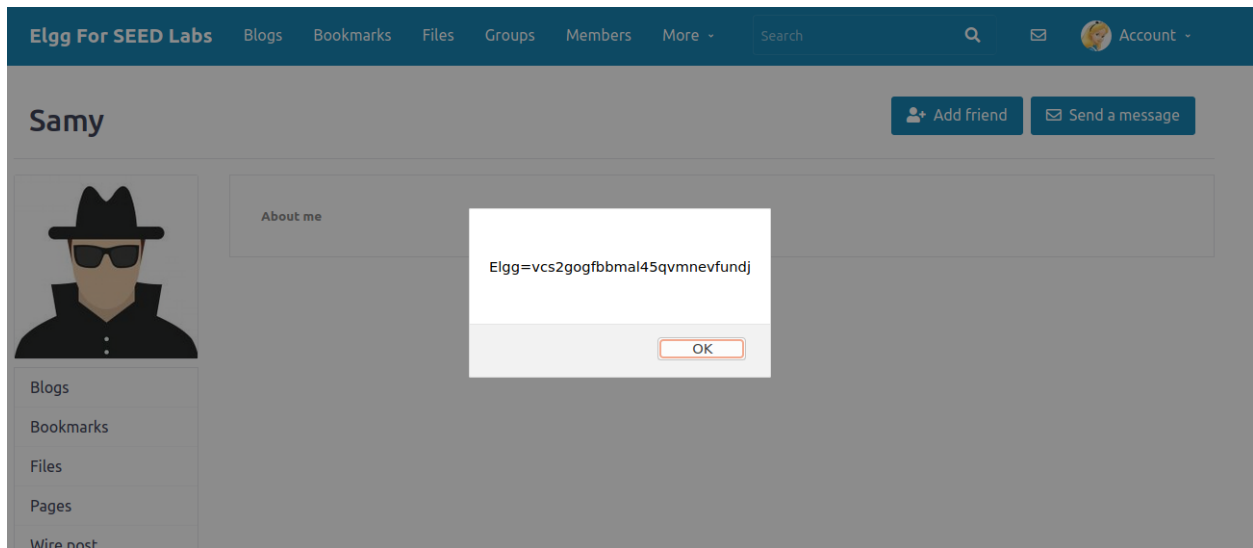 Elgg For SEED Labs Blogs Bookmarks Files Groups Members More Search Account
Samy
Add friend Send a message
About me
Elgg=vcs2gogfbbmal45qvmnevfundj
OK
Blogs
Bookmarks
Files
Pages
Wire post